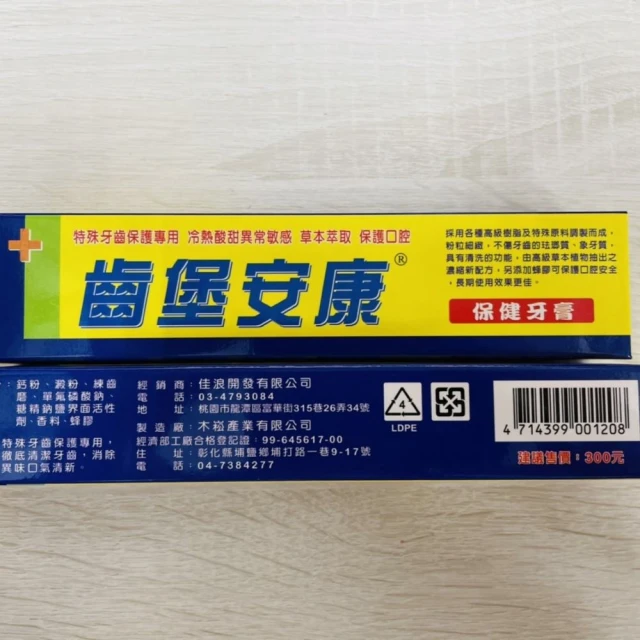 特殊牙齒保護專用 冷熱酸甜異常敏感 草本萃取 保護口腔
齒堡安康®
採用各種高級樹脂及特殊原料調製而成,
粉粒細緻,不傷牙齒的琺瑯質、象牙質,
具有清洗的功能。由高級草本植物抽出之
濃縮新配方,另添加蜂膠可保護口腔安全
,長期使用效果更佳。
保健牙膏
:鈣粉、澱粉、練齒
磨、單氟磷酸鈉、
糖精鈉鹽界面活性
劑、香料、蜂膠
特殊牙齒保護專用,
徹底清潔牙齒,消除
異味口氣清新。
經銷商:佳浪開發有限公司
電話:03-4793084
地址:桃園市龍潭區富華街315巷26弄34號
製造廠:木崧產業有限公司
經濟部工廠合格登記證:99-645617-00
住址:彰化縣埔鹽鄉埔打路一巷9-17號
電話:04-7384277
4
LDPE
4 714399 001208
建議售價:300元